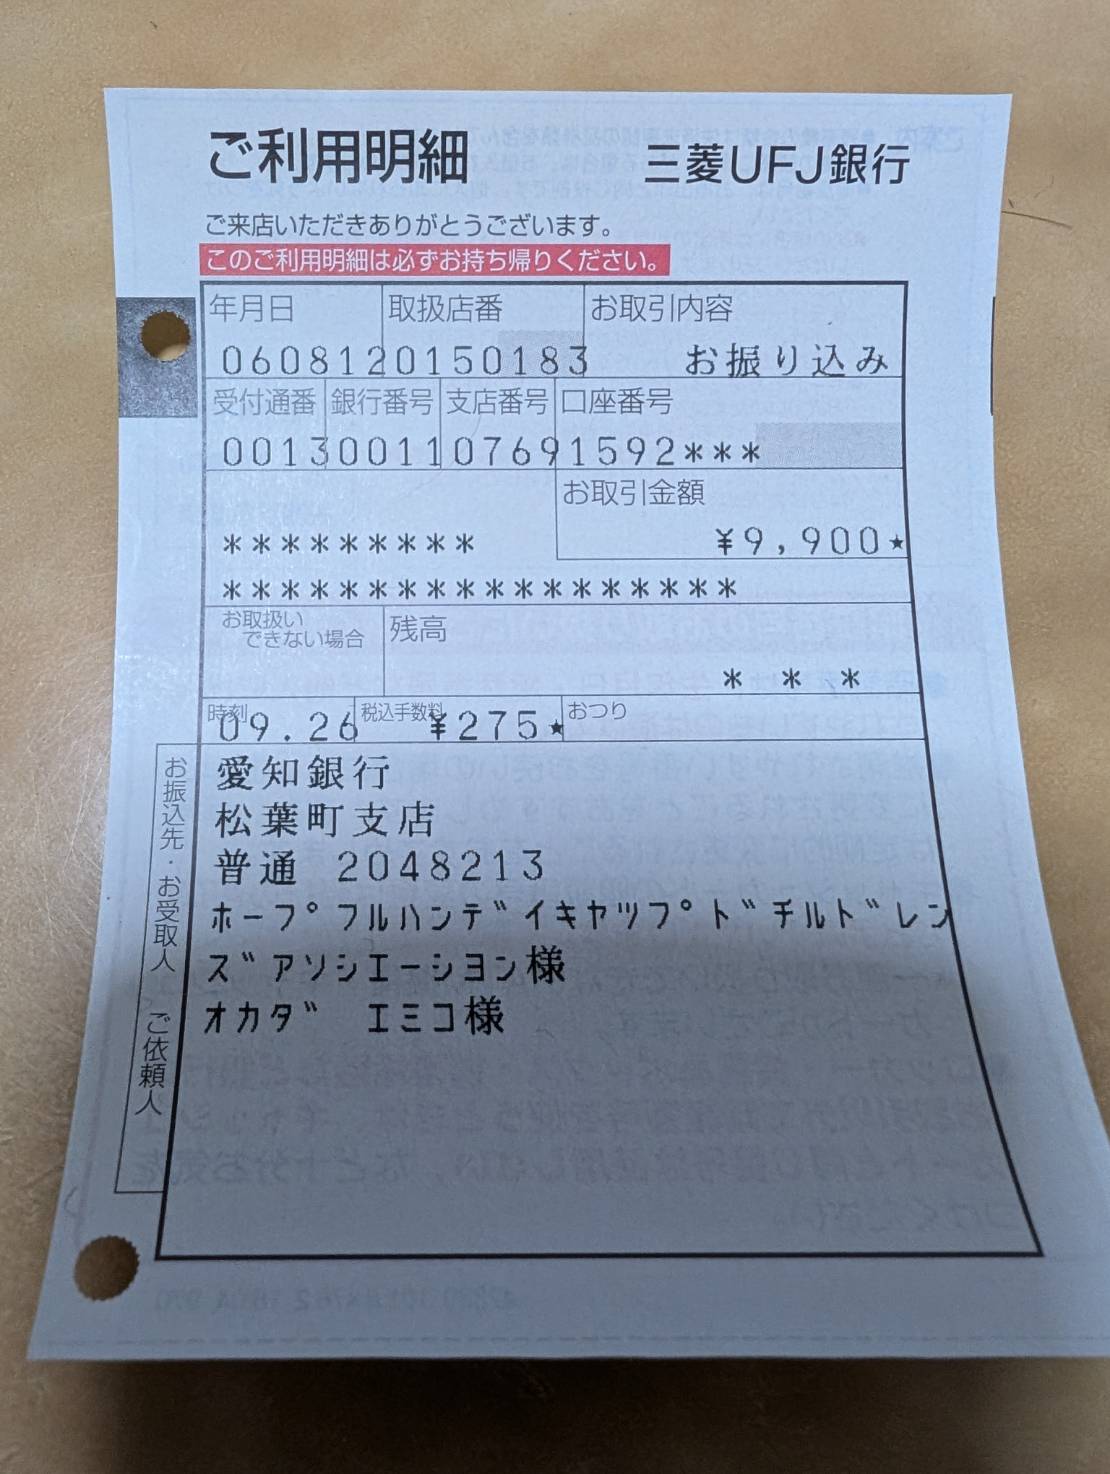 ご利用明細
三菱UFJ銀行
ご来店いただきありがとうございます。
このご利用明細は必ずお持ち帰りください。
年月日 取扱店番 お取引内容
060812 0150183 お振り込み
受付通番 銀行番号 支店番号 口座番号
0013 0011 0769 1592***
お取引金額
********* ¥9,900★
******************
お取扱い
できない場合
残高
* * *
時刻 税込手数料 おつり
09.26 ¥275★
お振込先・お受取人 ご依頼人
愛知銀行
松葉町支店
普通 2048213
ホープフルハンディキヤツプドチルドレン
ズアソシエーシヨン様
オカダ エミコ様